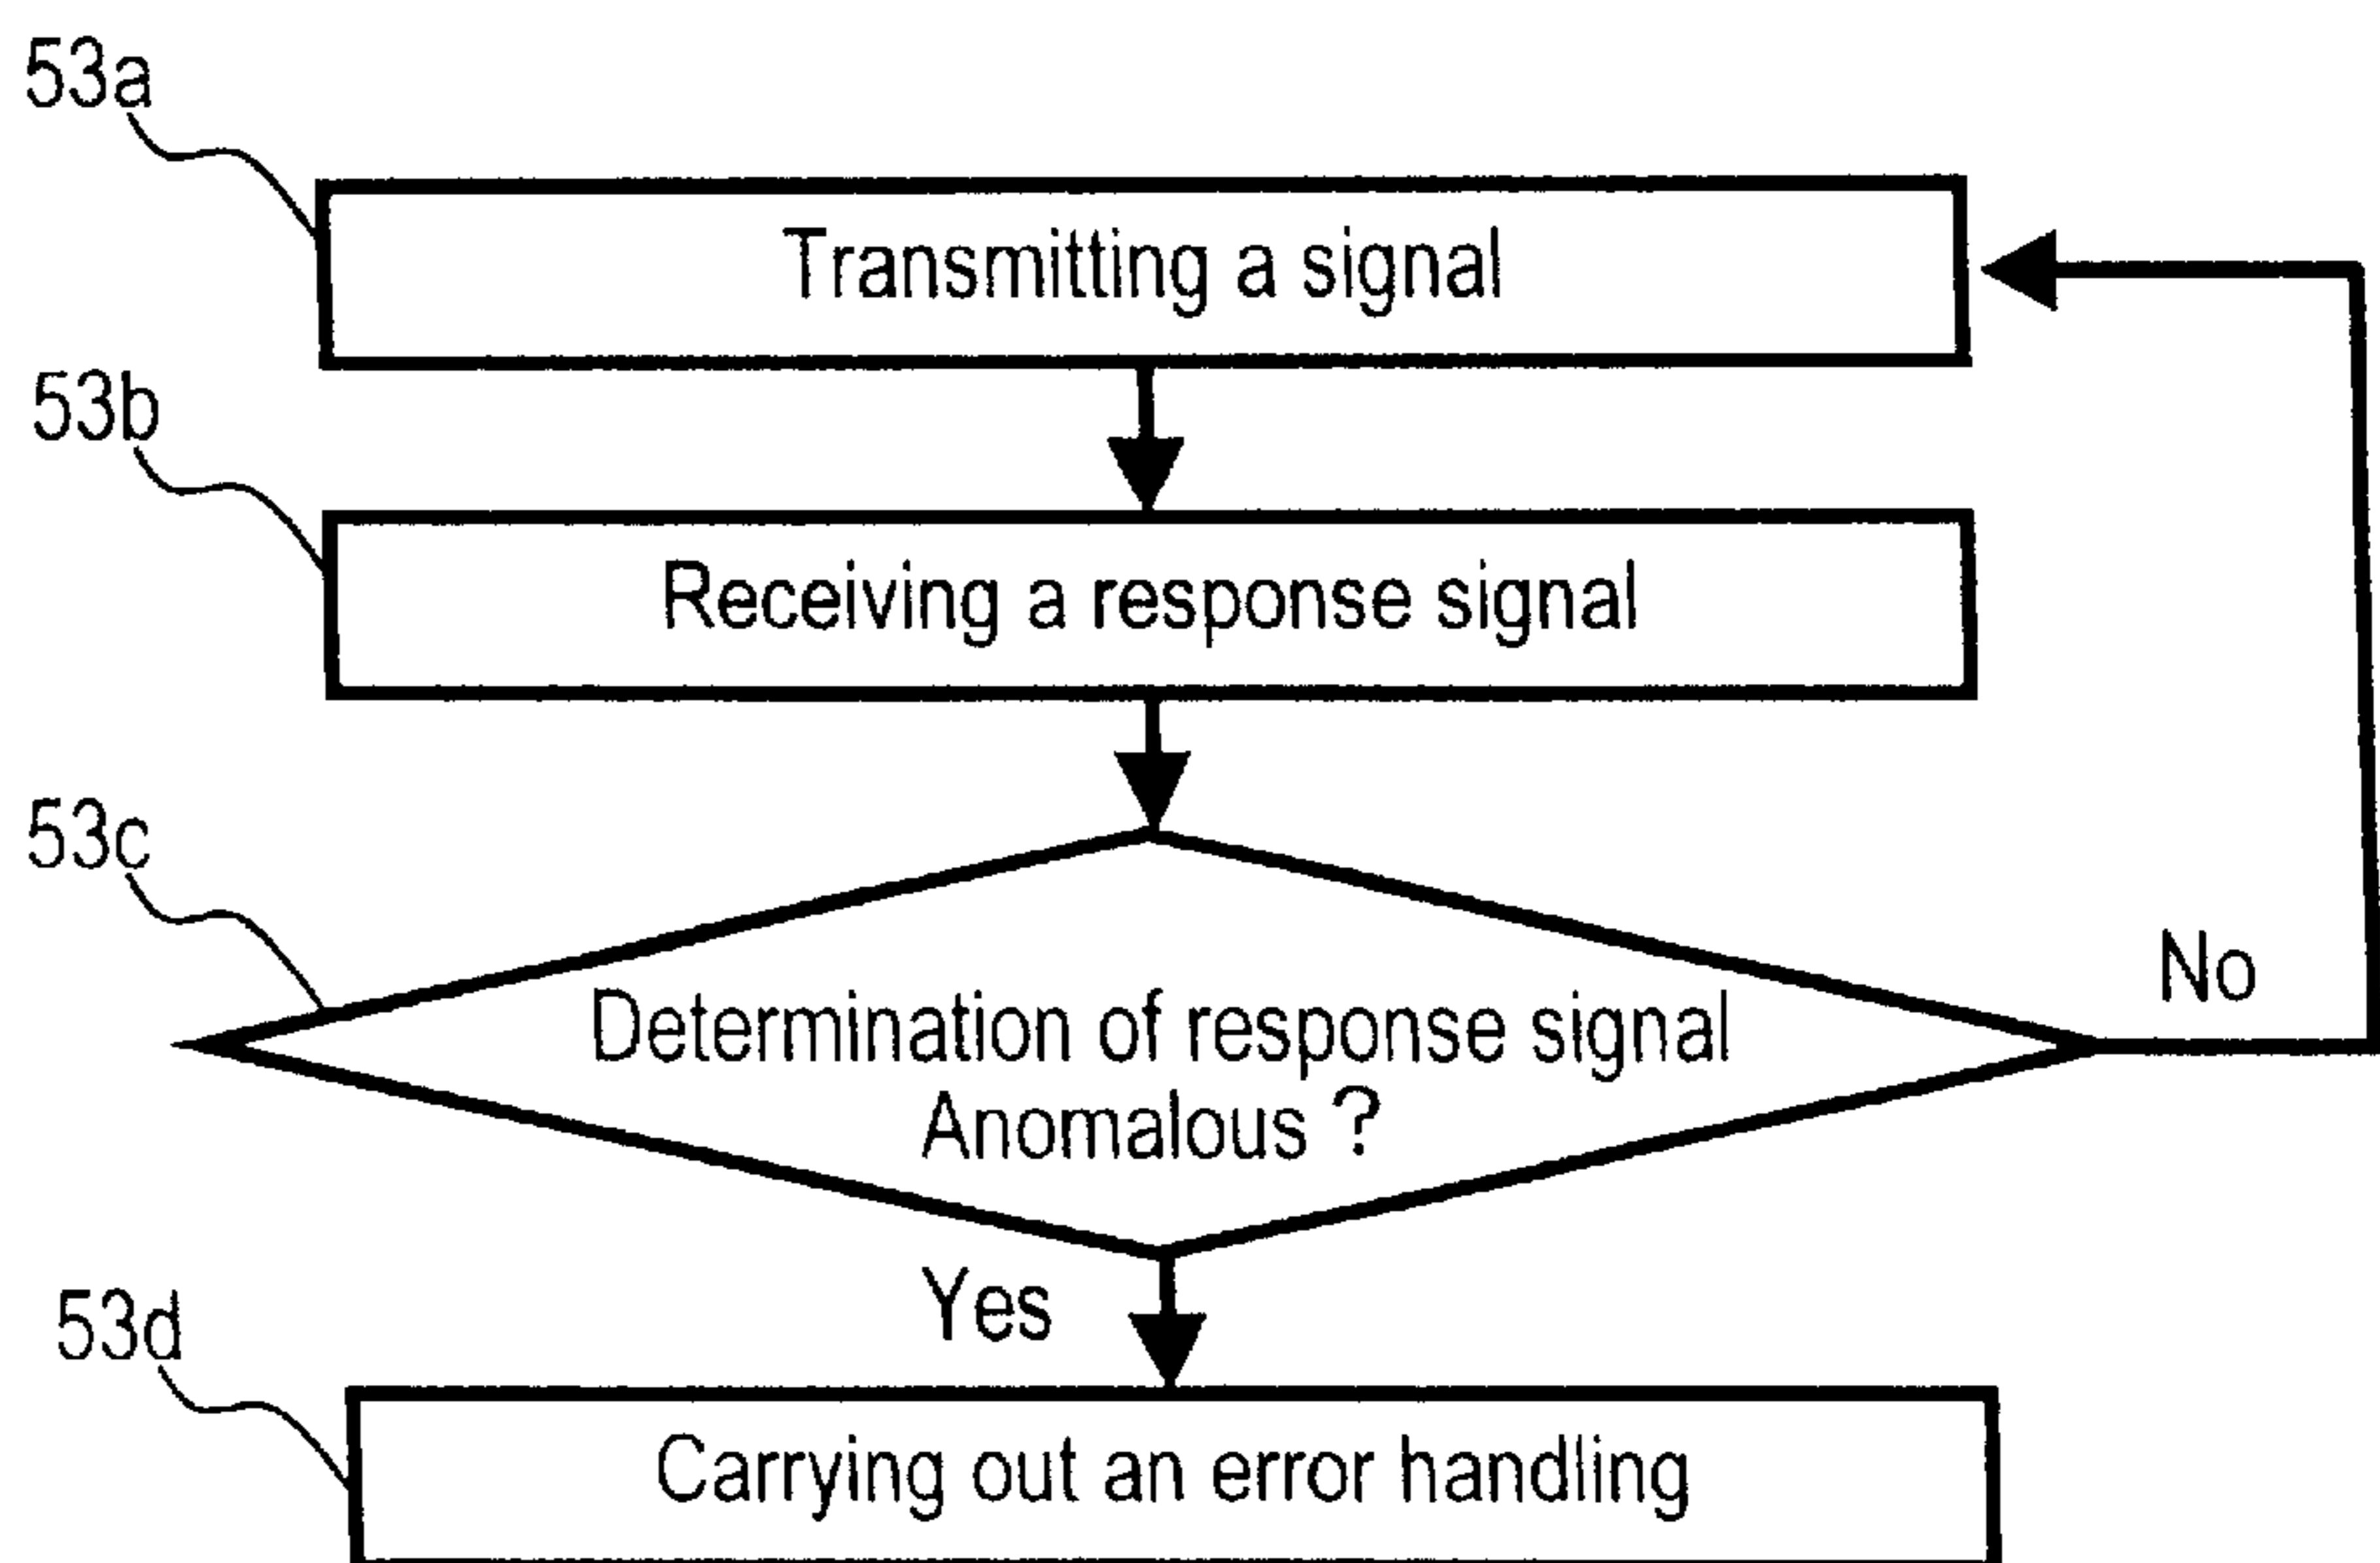 53a
Transmitting a signal
53b
Receiving a response signal
53c
No
Determination of response signal
Anomalous ?
Yes
53d
Carrying out an error handling